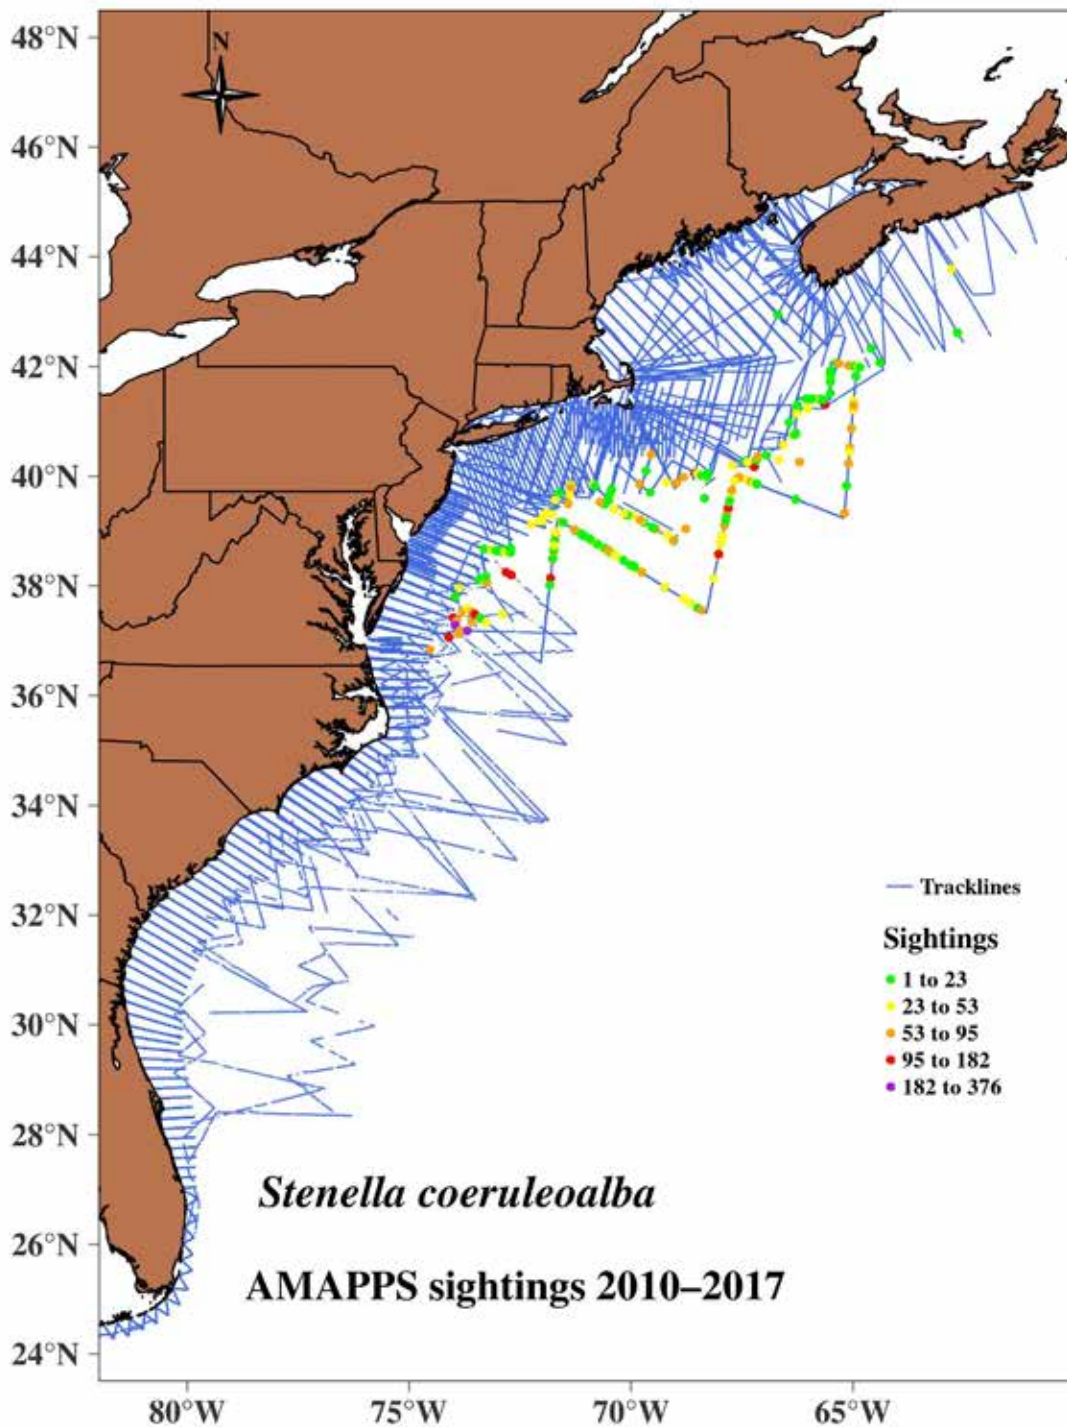 48°N
N
46°N
44°N
42°N
40°N
38°N
36°N
34°N
32°N
30°N
28°N
26°N
24°N
Tracklines
Sightings
1 to 23
23 to 53
53 to 95
95 to 182
182 to 376
Stenella coeruleoalba
AMAPPS sightings 2010–2017
80°W 75°W 70°W 65°W